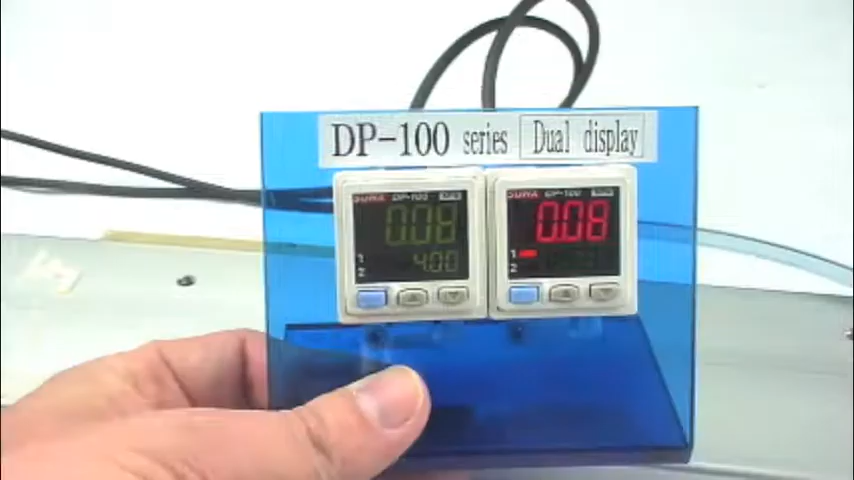 DP-100 series Dual display
SUNX DP-100 SUNX DP-100
0.08 0.08
1 4.00 1
2 2